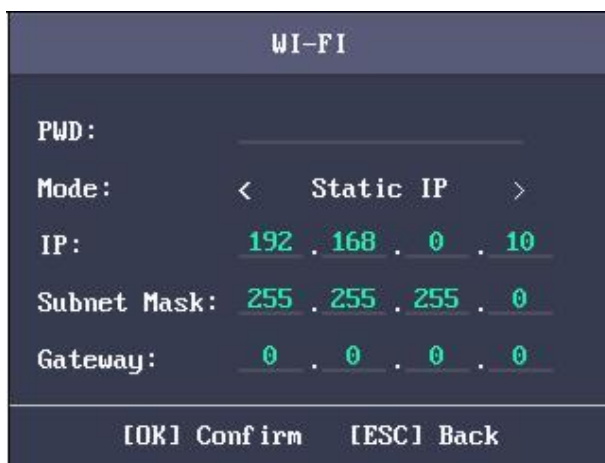 WI-FI
PWD:
Mode: < Static IP >
IP: 192 . 168 . 0 . 10
Subnet Mask: 255 . 255 . 255 . 0
Gateway: 0 . 0 . 0 . 0
[OK] Confirm [ESC] Back